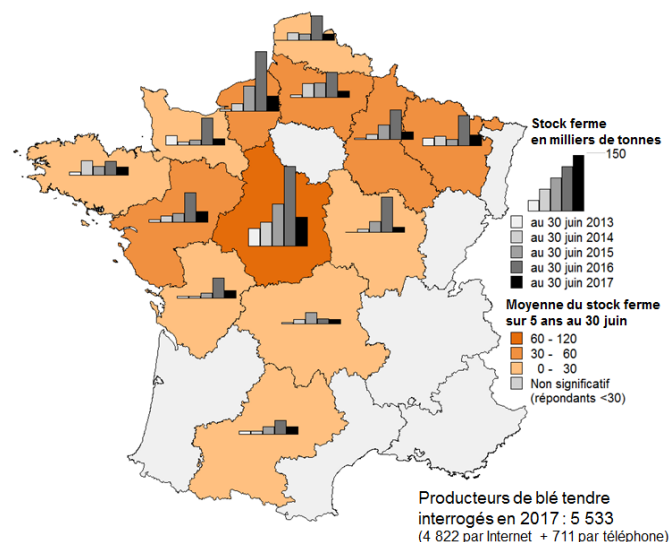 Stock ferme
en milliers de tonnes
150
au 30 juin 2013
au 30 juin 2014
au 30 juin 2015
au 30 juin 2016
au 30 juin 2017
Moyenne du stock ferme
sur 5 ans au 30 juin
60 - 120
30 - 60
0 - 30
Non significatif
(répondants <30)
Producteurs de blé tendre
interrogés en 2017 : 5 533
(4 822 par Internet + 711 par téléphone)